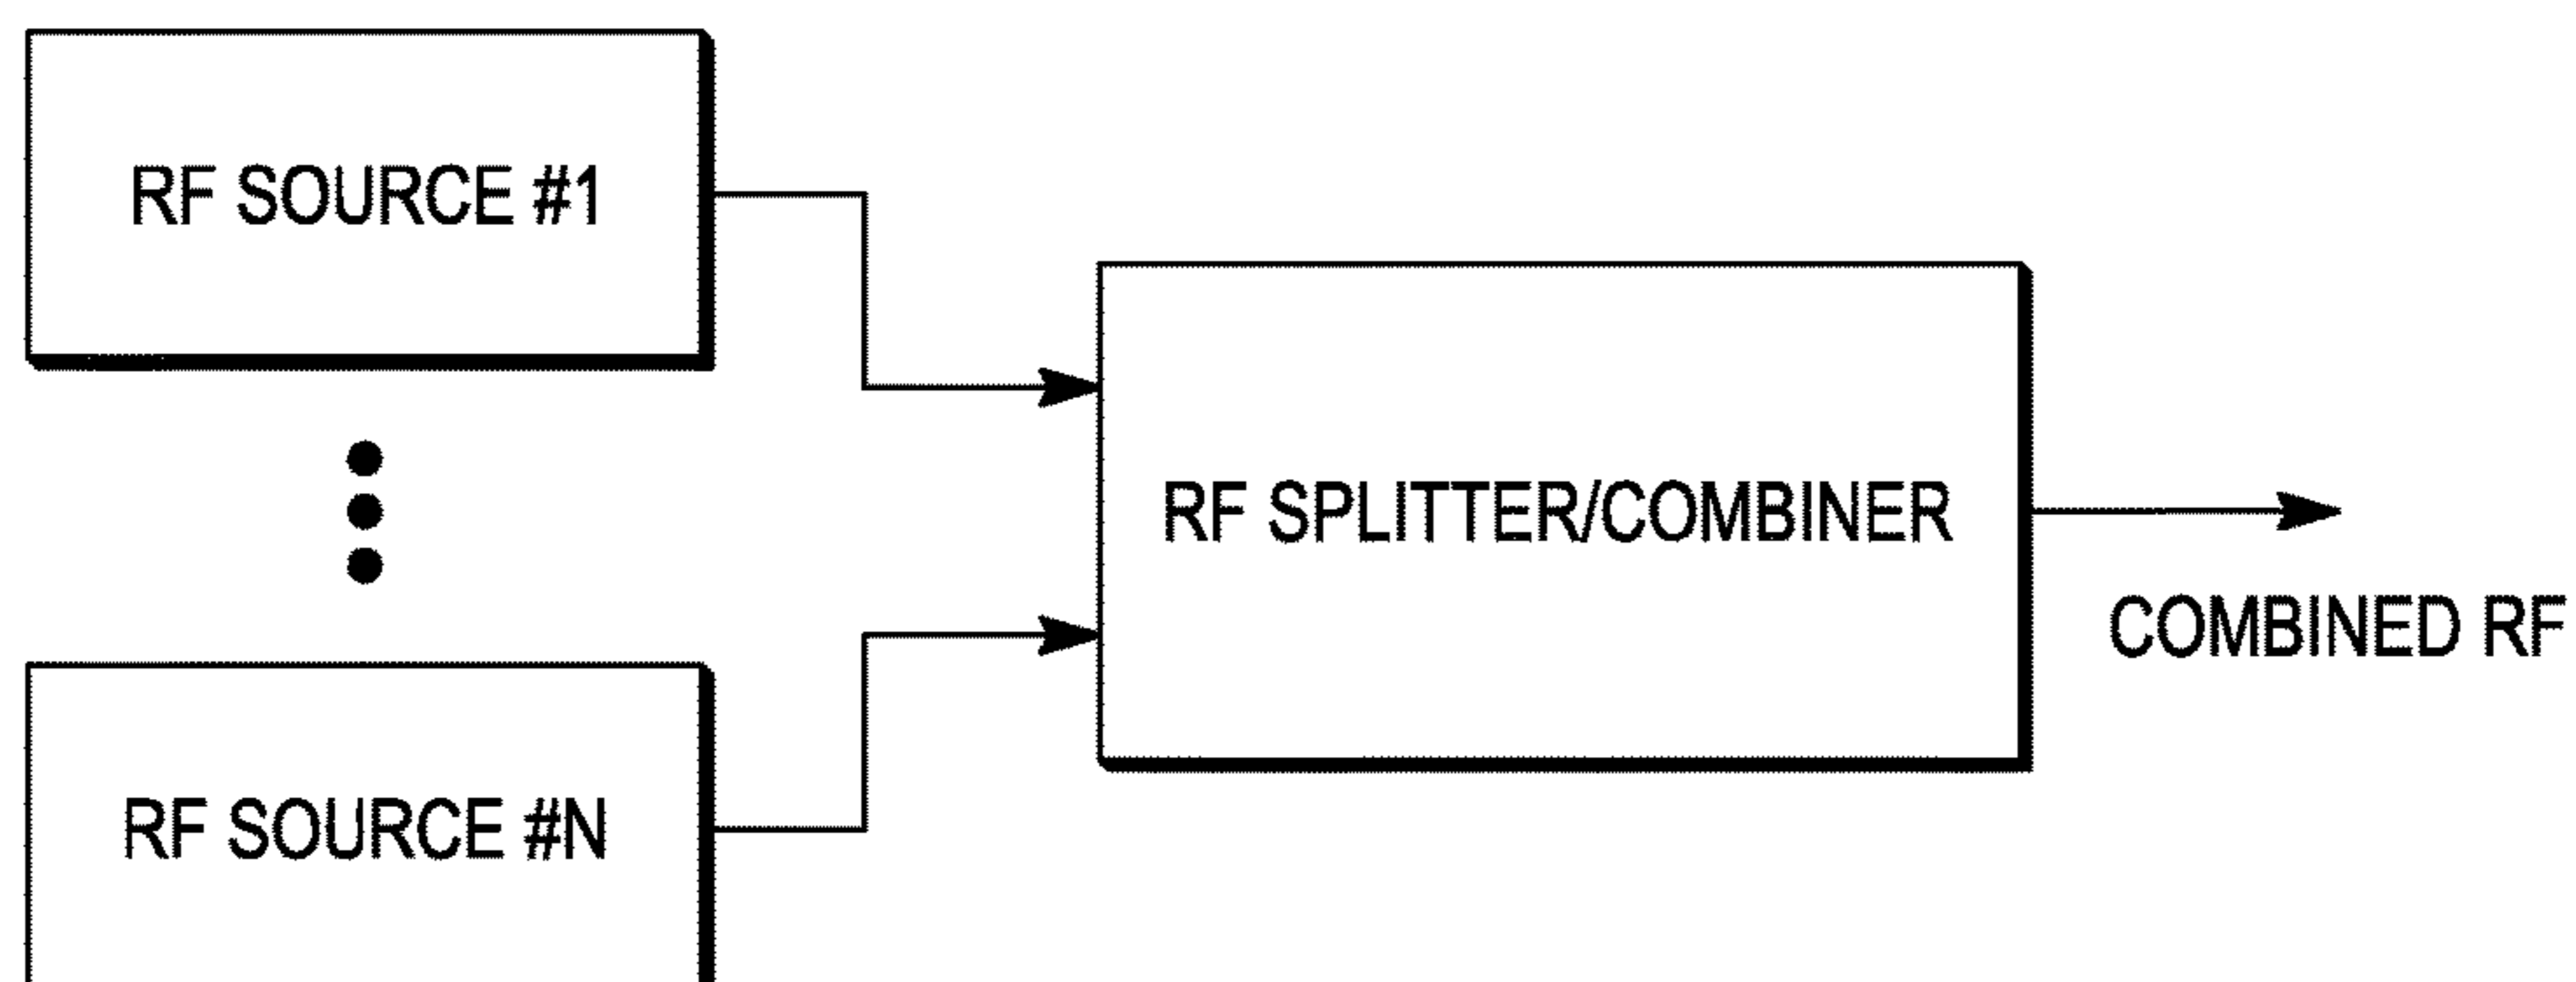 RF SOURCE #1
RF SPLITTER/COMBINER
COMBINED RF
RF SOURCE #N